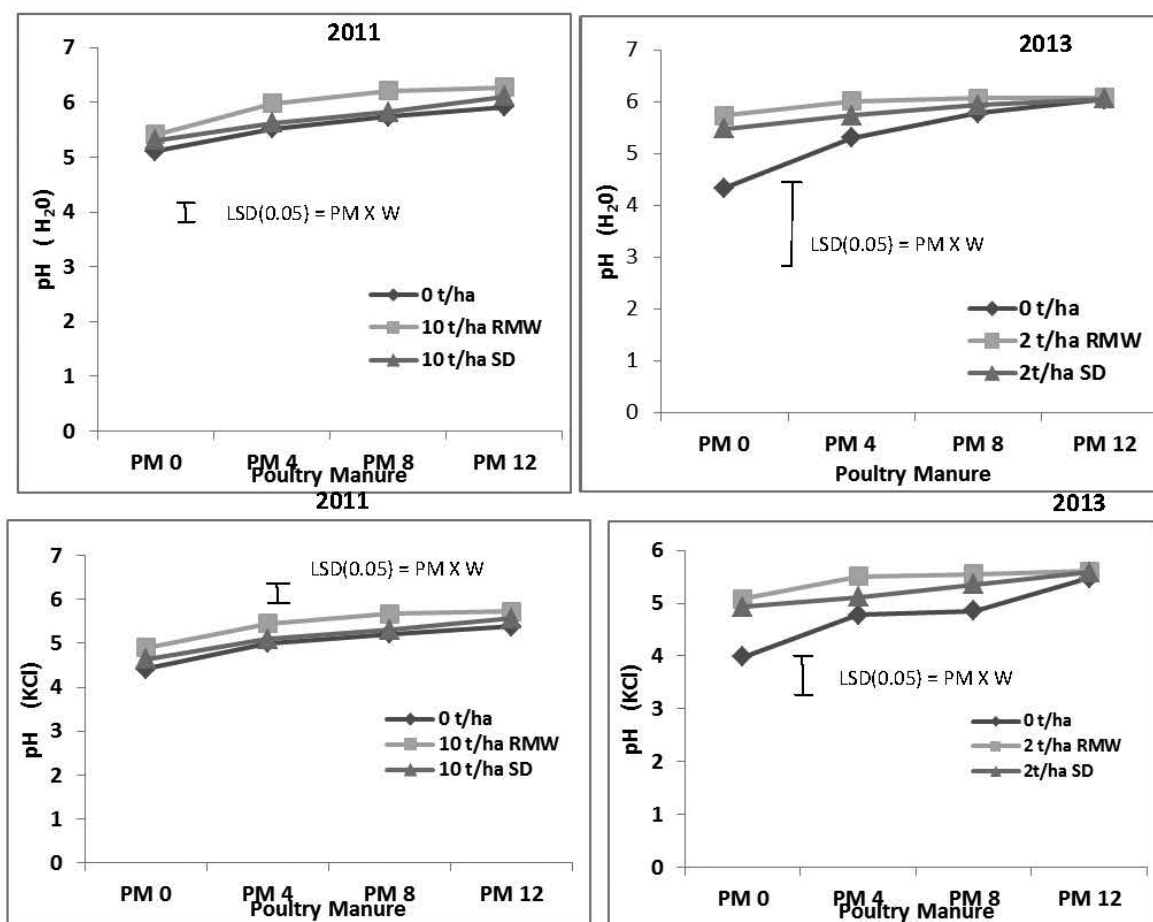 2011
7
6
5
4
3
2
1
0
pH ( H₂0)
LSD(0.05) = PM X W
0 t/ha
10 t/ha RMW
10 t/ha SD
PM 0 PM 4 PM 8 PM 12
Poultry Manure
2013
7
6
5
4
3
2
1
0
pH (H₂0)
LSD(0.05) = PM X W
0 t/ha
2 t/ha RMW
2t/ha SD
PM 0 PM 4 PM 8 PM 12
Poultry Manure
2011
7
6
5
4
3
2
1
0
pH (KCl)
LSD(0.05) = PM X W
0 t/ha
10 t/ha RMW
10 t/ha SD
PM 0 PM 4 PM 8 PM 12
Poultry Manure
2013
6
5
4
3
2
1
0
pH (KCl)
LSD(0.05) = PM X W
0 t/ha
2 t/ha RMW
2t/ha SD
PM 0 PM 4 PM 8 PM 12
Poultry Manure